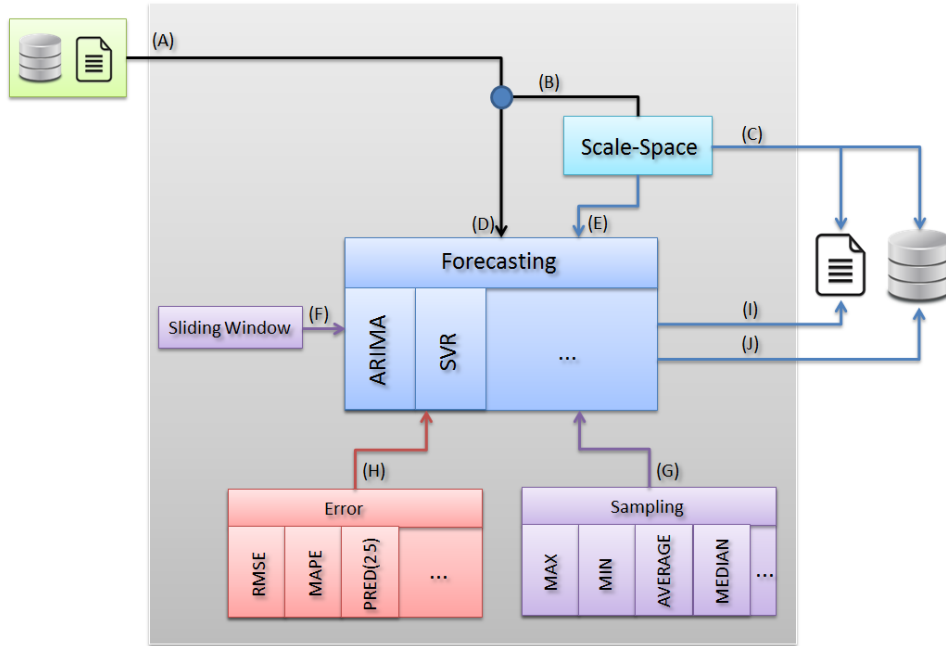 (A)
(B)
Scale-Space
(C)
(D)
(E)
Forecasting
Sliding Window
(F)
ARIMA
SVR
...
(I)
(J)
(H)
(G)
Error
RMSE
MAPE
PRED(25)
...
Sampling
MAX
MIN
AVERAGE
MEDIAN
...